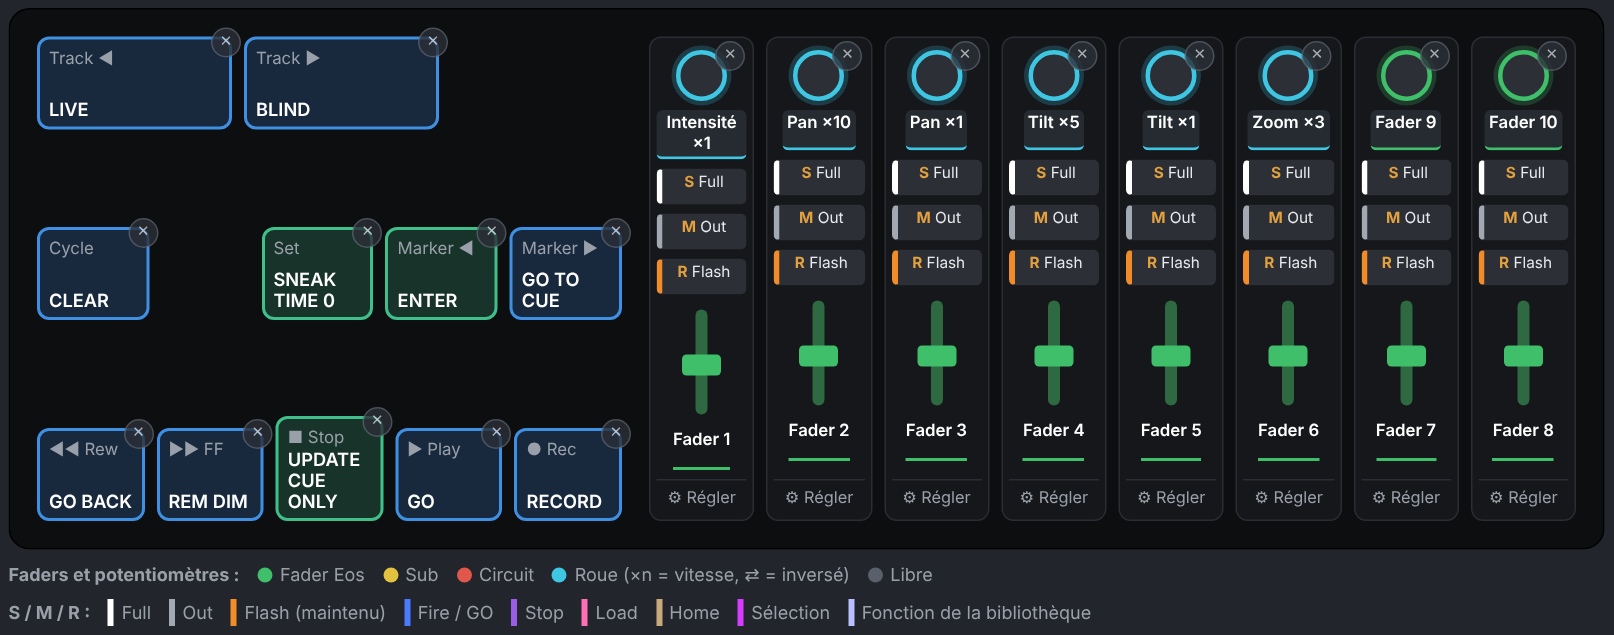 Track ◀
LIVE
Track ▶
BLIND
Cycle
CLEAR
Set
SNEAK
TIME 0
Marker ◀
ENTER
Marker ▶
GO TO
CUE
◀◀ Rew
GO BACK
▶▶ FF
REM DIM
■ Stop
UPDATE
CUE
ONLY
▶ Play
GO
● Rec
RECORD
Intensité
×1
S Full
M Out
R Flash
Fader 1
⚙ Régler
Pan ×10
S Full
M Out
R Flash
Fader 2
⚙ Régler
Pan ×1
S Full
M Out
R Flash
Fader 3
⚙ Régler
Tilt ×5
S Full
M Out
R Flash
Fader 4
⚙ Régler
Tilt ×1
S Full
M Out
R Flash
Fader 5
⚙ Régler
Zoom ×3
S Full
M Out
R Flash
Fader 6
⚙ Régler
Fader 9
S Full
M Out
R Flash
Fader 7
⚙ Régler
Fader 10
S Full
M Out
R Flash
Fader 8
⚙ Régler
Faders et potentiomètres : Fader Eos Sub Circuit Roue (×n = vitesse, ⇄ = inversé) Libre
S / M / R : Full Out Flash (maintenu) Fire / GO Stop Load Home Sélection Fonction de la bibliothèque